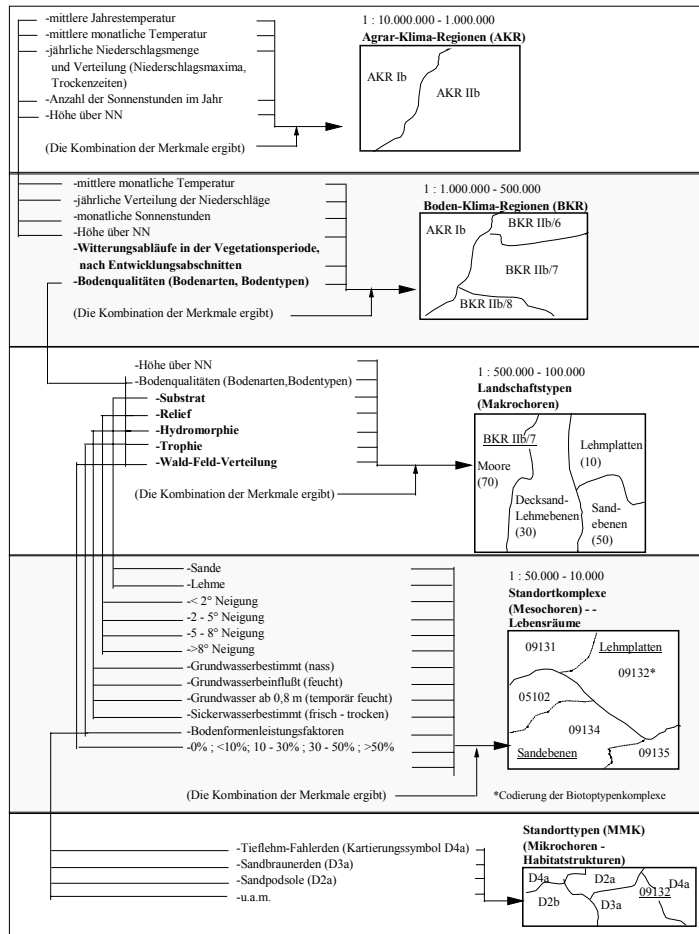 -mittlere Jahrestemperatur
-mittlere monatliche Temperatur
-jährliche Niederschlagsmenge
und Verteilung (Niederschlagsmaxima,
Trockenzeiten)
-Anzahl der Sonnenstunden im Jahr
-Höhe über NN
(Die Kombination der Merkmale ergibt)
1 : 10.000.000 - 1.000.000
Agrar-Klima-Regionen (AKR)
AKR Ib
AKR IIb
-mittlere monatliche Temperatur
-jährliche Verteilung der Niederschläge
-monatliche Sonnenstunden
-Höhe über NN
-Witterungsabläufe in der Vegetationsperiode,
nach Entwicklungsabschnitten
-Bodenqualitäten (Bodenarten, Bodentypen)
(Die Kombination der Merkmale ergibt)
1 : 1.000.000 - 500.000
Boden-Klima-Regionen (BKR)
AKR Ib
BKR IIb/6
BKR IIb/7
BKR IIb/8
-Höhe über NN
-Bodenqualitäten (Bodenarten,Bodentypen)
-Substrat
-Relief
-Hydromorphie
-Trophie
-Wald-Feld-Verteilung
(Die Kombination der Merkmale ergibt)
1 : 500.000 - 100.000
Landschaftstypen
(Makrochoren)
BKR IIb/7
Moore
(70)
Lehmplatten
(10)
Decksand-
Lehmebenen
(30)
Sand-
ebenen
(50)
-Sande
-Lehme
-< 2° Neigung
-2 - 5° Neigung
-5 - 8° Neigung
->8° Neigung
-Grundwasserbestimmt (nass)
-Grundwasserbeinflußt (feucht)
-Grundwasser ab 0,8 m (temporär feucht)
-Sickerwasserbestimmt (frisch - trocken)
-Bodenformenleistungsfaktoren
-0% ; <10%; 10 - 30% ; 30 - 50% ; >50%
(Die Kombination der Merkmale ergibt)
1 : 50.000 - 10.000
Standortkomplexe
(Mesochoren) - -
Lebensräume
09131
Lehmplatten
09132*
05102
09134
Sandebenen
09135
*Codierung der Biotoptypenkomplexe
-Tieflehm-Fahlerden (Kartierungssymbol D4a)
-Sandbraunerden (D3a)
-Sandpodsole (D2a)
-u.a.m.
Standorttypen (MMK)
(Mikrochoren -
Habitatstrukturen)
D4a
D2a
D4a
09132
D2b
D3a